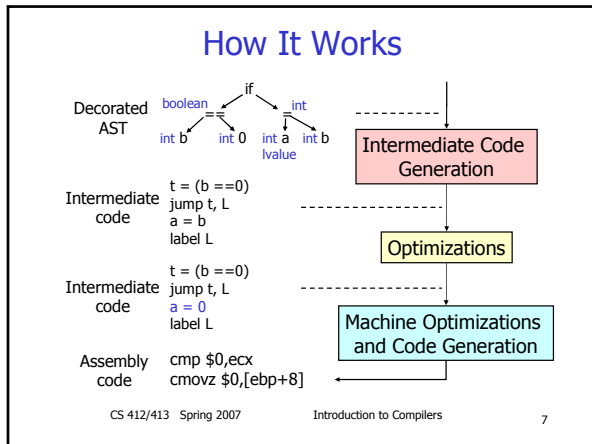 How It Works
Decorated
AST
if
boolean
==
int
=
int b
int 0
int a
lvalue
int b
Intermediate Code
Generation
Intermediate
code
t = (b ==0)
jump t, L
a = b
label L
Optimizations
Intermediate
code
t = (b ==0)
jump t, L
a = 0
label L
Machine Optimizations
and Code Generation
Assembly
code
cmp $0,ecx
cmovz $0,[ebp+8]
CS 412/413 Spring 2007 Introduction to Compilers 7